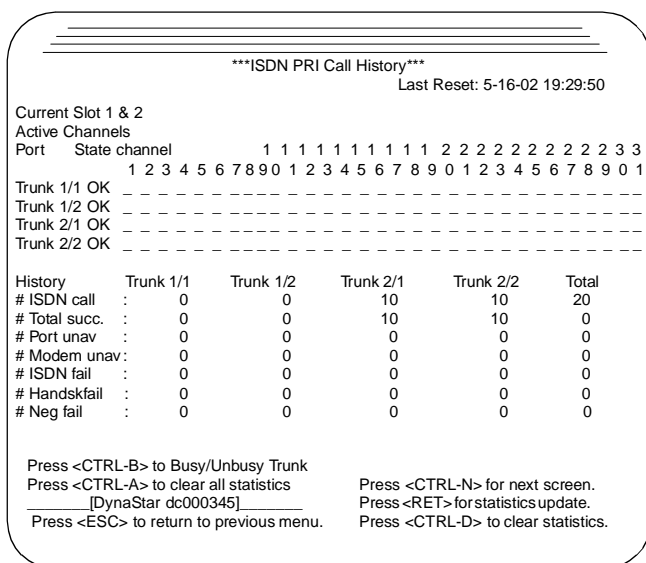 ***ISDN PRI Call History***
Last Reset: 5-16-02 19:29:50
Current Slot 1 & 2
Active Channels
Port State channel 1 1 1 1 1 1 1 1 1 1 2 2 2 2 2 2 2 2 2 2 3 3
1 2 3 4 5 6 7 8 9 0 1 2 3 4 5 6 7 8 9 0 1 2 3 4 5 6 7 8 9 0 1
Trunk 1/1 OK _ _ _ _ _ _ _ _ _ _ _ _ _ _ _ _ _ _ _ _ _ _ _ _ _ _ _ _ _ _ _
Trunk 1/2 OK _ _ _ _ _ _ _ _ _ _ _ _ _ _ _ _ _ _ _ _ _ _ _ _ _ _ _ _ _ _ _
Trunk 2/1 OK _ _ _ _ _ _ _ _ _ _ _ _ _ _ _ _ _ _ _ _ _ _ _ _ _ _ _ _ _ _ _
Trunk 2/2 OK _ _ _ _ _ _ _ _ _ _ _ _ _ _ _ _ _ _ _ _ _ _ _ _ _ _ _ _ _ _ _
History Trunk 1/1 Trunk 1/2 Trunk 2/1 Trunk 2/2 Total
# ISDN call : 0 0 10 10 20
# Total succ. : 0 0 10 10 0
# Port unav : 0 0 0 0 0
# Modem unav : 0 0 0 0 0
# ISDN fail : 0 0 0 0 0
# Handskfail : 0 0 0 0 0
# Neg fail : 0 0 0 0 0
Press <CTRL-B> to Busy/Unbusy Trunk
Press <CTRL-A> to clear all statistics Press <CTRL-N> for next screen.
_______[DynaStar dc000345]_______ Press <RET> for statistics update.
Press <ESC> to return to previous menu. Press <CTRL-D> to clear statistics.